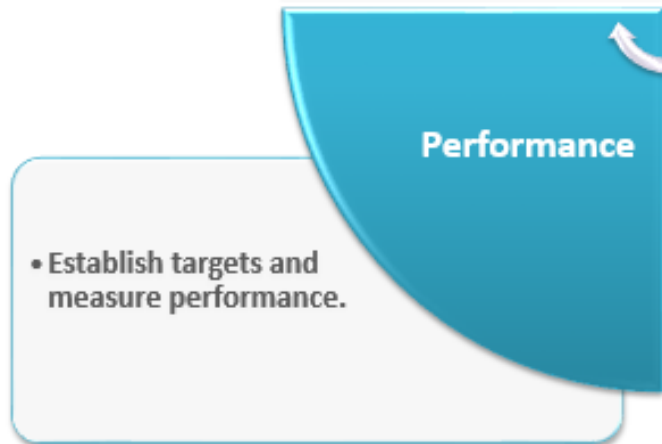 Performance
• Establish targets and
measure performance.